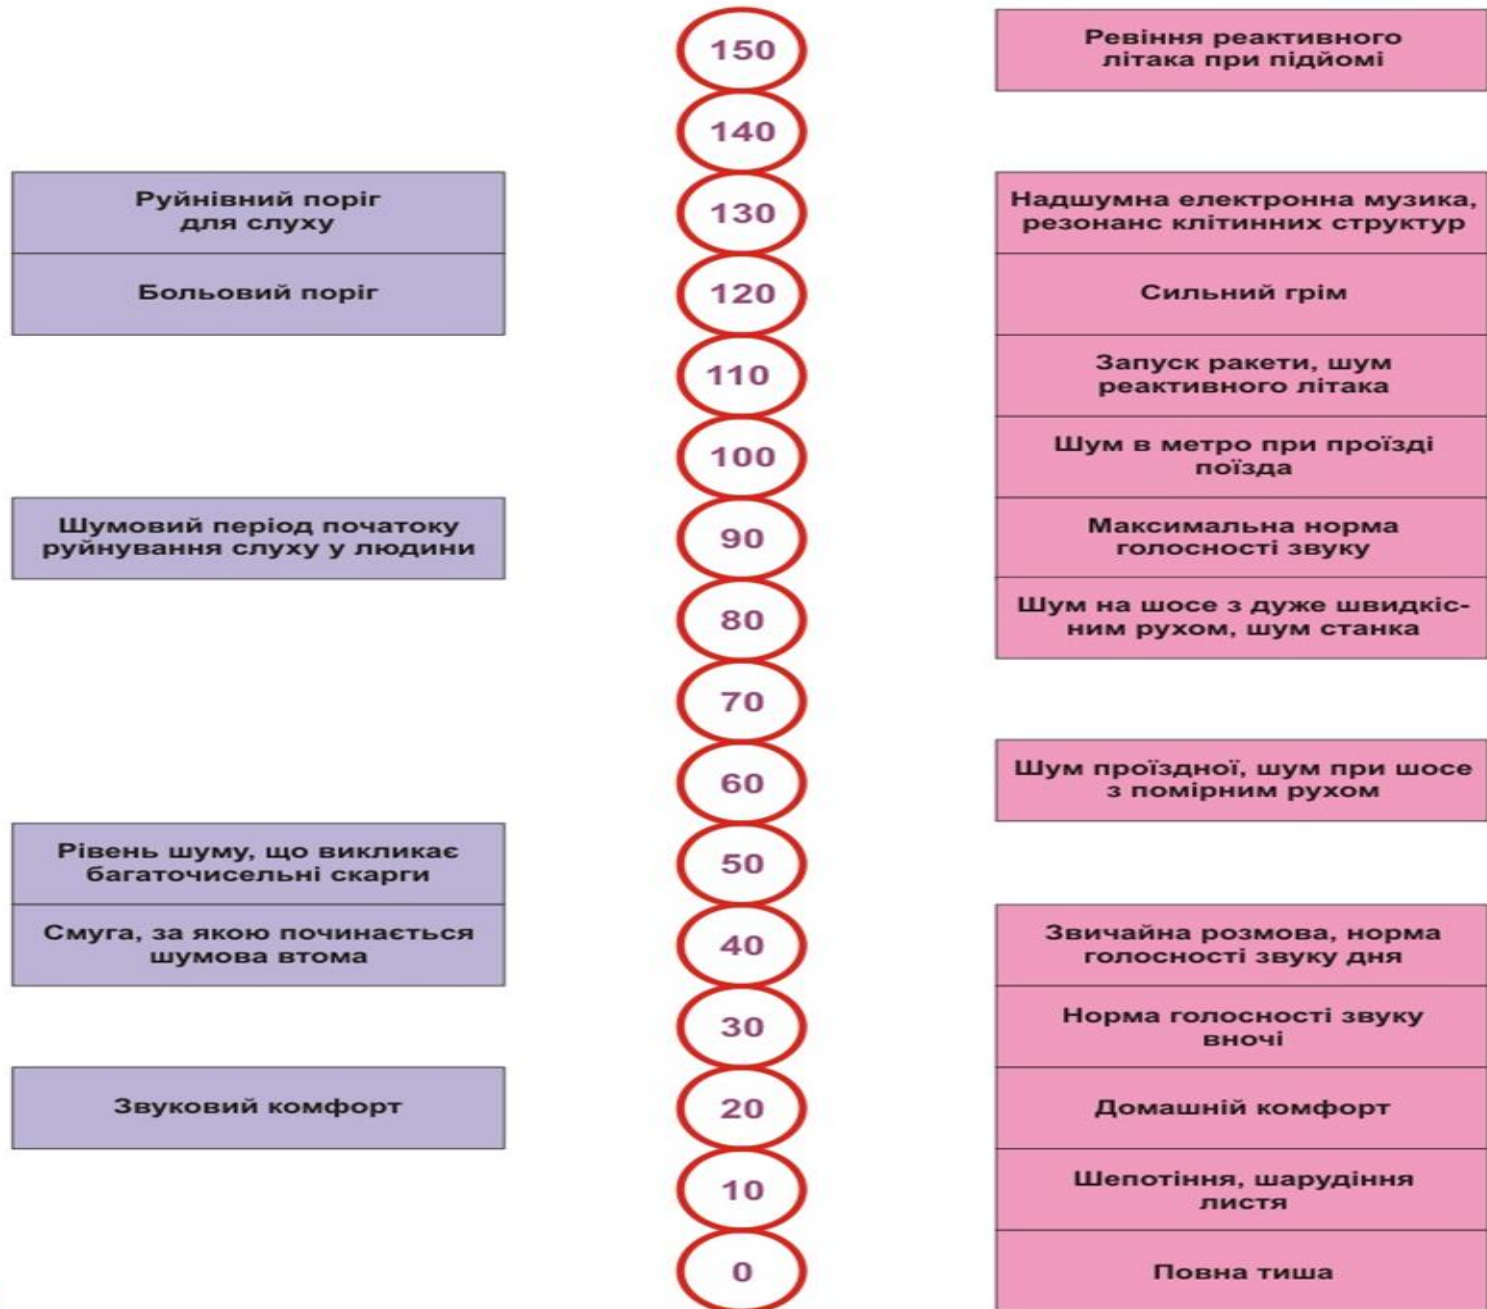 150
Ревіння реактивного
літака при підйомі
140
Руйнівний поріг
для слуху
130
Надшумна електронна музика,
резонанс клітинних структур
Больовий поріг
120
Сильний грім
110
Запуск ракети, шум
реактивного літака
100
Шум в метро при проїзді
поїзда
Шумовий період початоку
руйнування слуху у людини
90
Максимальна норма
голосності звуку
80
Шум на шосе з дуже швидкіс-
ним рухом, шум станка
70
60
Шум проїздної, шум при шосе
з помірним рухом
Рівень шуму, що викликає
багаточисельні скарги
50
Смуга, за якою починається
шумова втома
40
Звичайна розмова, норма
голосності звуку дня
30
Норма голосності звуку
вночі
Звуковий комфорт
20
Домашній комфорт
10
Шепотіння, шарудіння
листя
0
Повна тиша